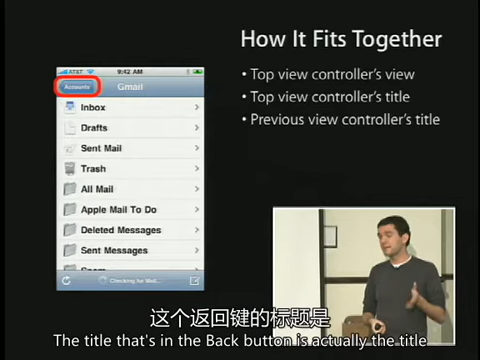 How It Fits Together
• Top view controller's view
• Top view controller's title
• Previous view controller's title
AT&T
9:42 AM
Accounts
Gmail
Inbox
Drafts
Sent Mail
Trash
All Mail
Apple Mail To Do
Deleted Messages
Sent Messages
Checking for Mail...
这个返回键的标题是
The title that's in the Back button is actually the title